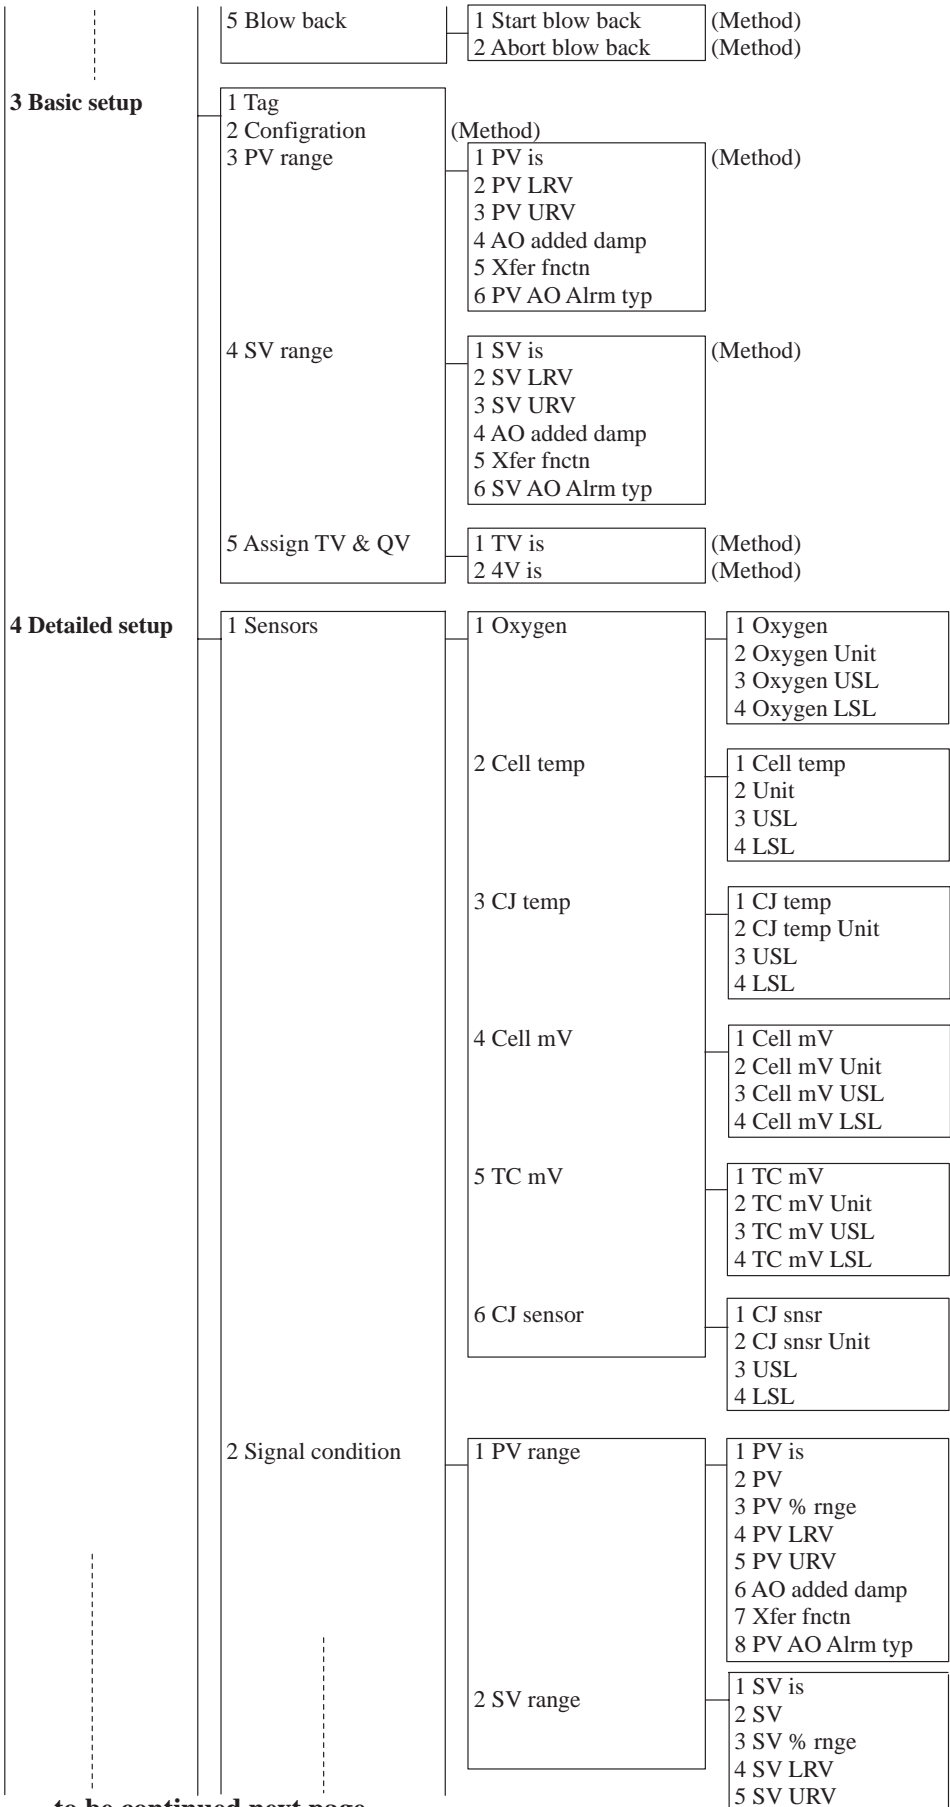 5 Blow back 1 Start blow back (Method)
2 Abort blow back (Method)
3 Basic setup 1 Tag
2 Configration (Method)
3 PV range 1 PV is (Method)
2 PV LRV
3 PV URV
4 AO added damp
5 Xfer fnctn
6 PV AO Alrm typ
4 SV range 1 SV is (Method)
2 SV LRV
3 SV URV
4 AO added damp
5 Xfer fnctn
6 SV AO Alrm typ
5 Assign TV & QV 1 TV is (Method)
2 4V is (Method)
4 Detailed setup 1 Sensors 1 Oxygen 1 Oxygen
2 Oxygen Unit
3 Oxygen USL
4 Oxygen LSL
2 Cell temp 1 Cell temp
2 Unit
3 USL
4 LSL
3 CJ temp 1 CJ temp
2 CJ temp Unit
3 USL
4 LSL
4 Cell mV 1 Cell mV
2 Cell mV Unit
3 Cell mV USL
4 Cell mV LSL
5 TC mV 1 TC mV
2 TC mV Unit
3 TC mV USL
4 TC mV LSL
6 CJ sensor 1 CJ snsr
2 CJ snsr Unit
3 USL
4 LSL
2 Signal condition 1 PV range 1 PV is
2 PV
3 PV % rnge
4 PV LRV
5 PV URV
6 AO added damp
7 Xfer fnctn
8 PV AO Alrm typ
2 SV range 1 SV is
2 SV
3 SV % rnge
4 SV LRV
5 SV URV
to be continued next page